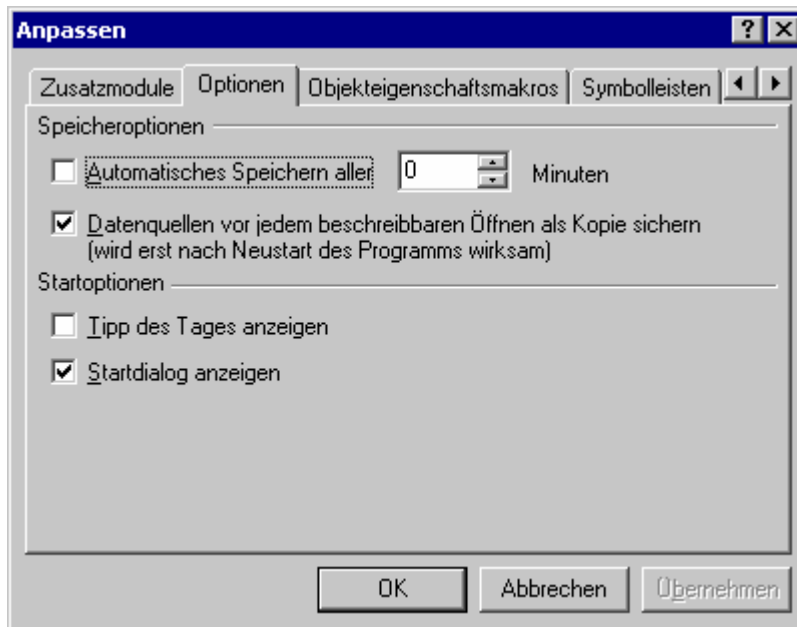 Anpassen
Zusatzmodule Optionen Objekteigenschaftsmakros Symbolleisten
Speicheroptionen
Automatisches Speichern aller 0 Minuten
Datenquellen vor jedem beschreibbaren Öffnen als Kopie sichern
(wird erst nach Neustart des Programms wirksam)
Startoptionen
Tipp des Tages anzeigen
Startdialog anzeigen
OK Abbrechen Übernehmen